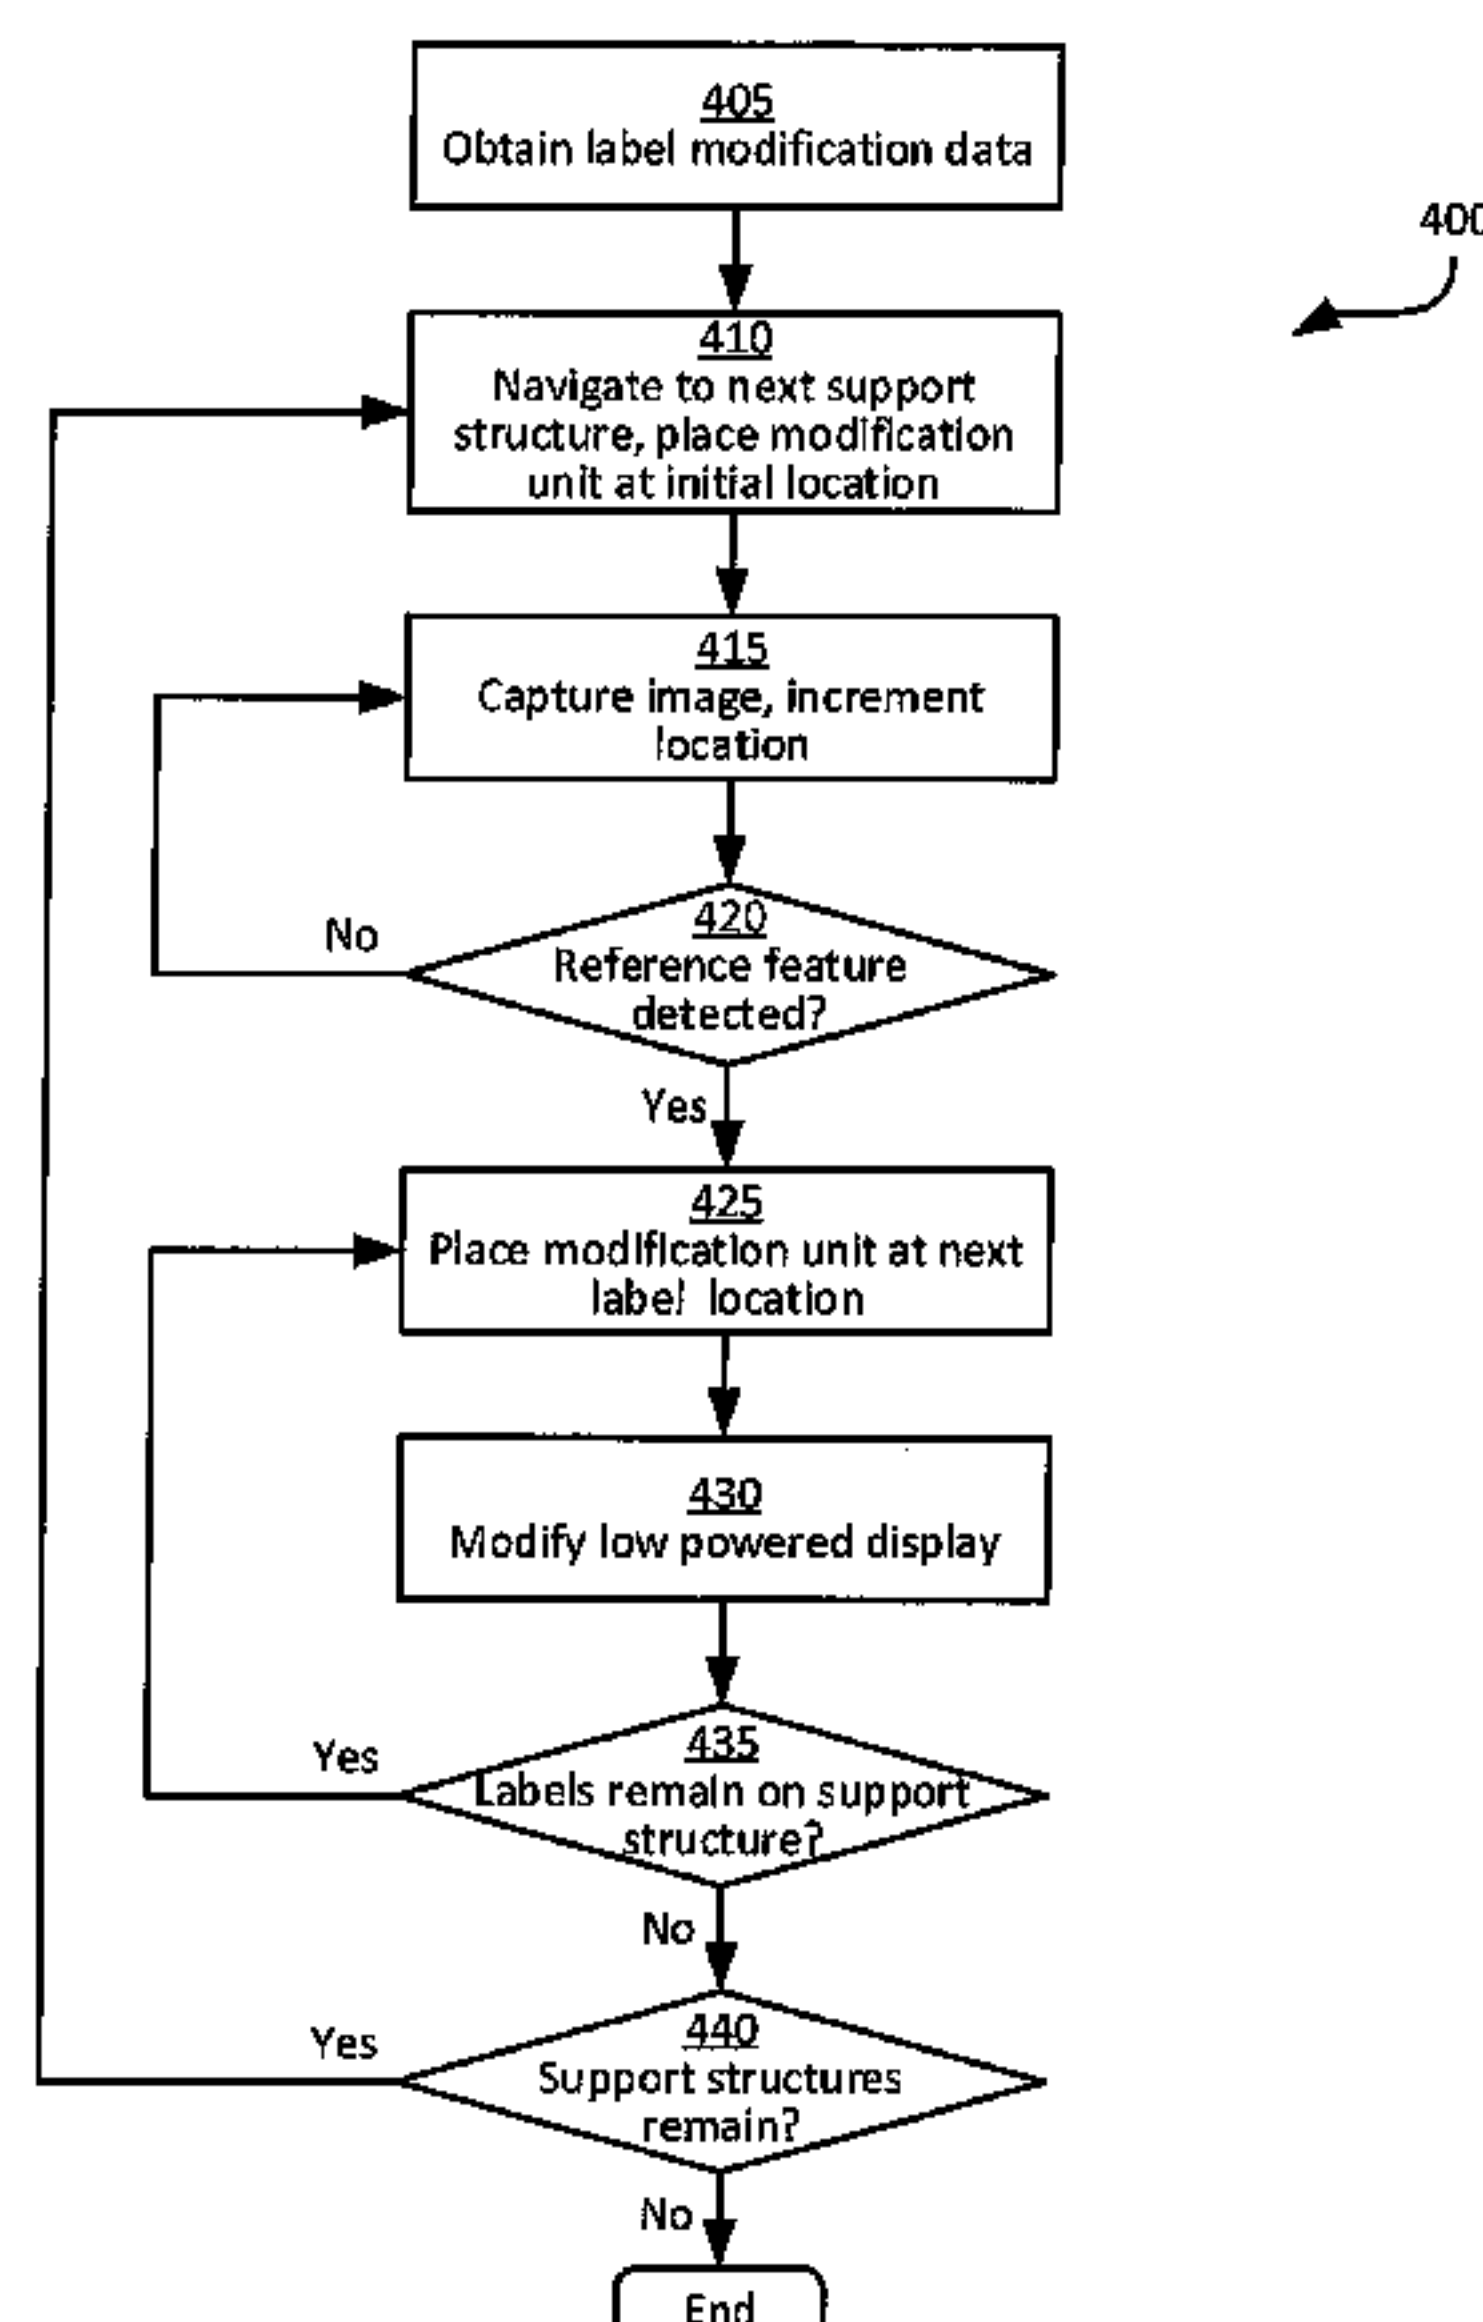 405
Obtain label modification data
400
410
Navigate to next support
structure, place modification
unit at initial location
415
Capture image, increment
location
420
Reference feature
detected?
No
Yes
425
Place modification unit at next
label location
430
Modify low powered display
435
Labels remain on support
structure?
Yes
No
440
Support structures
remain?
Yes
No
End